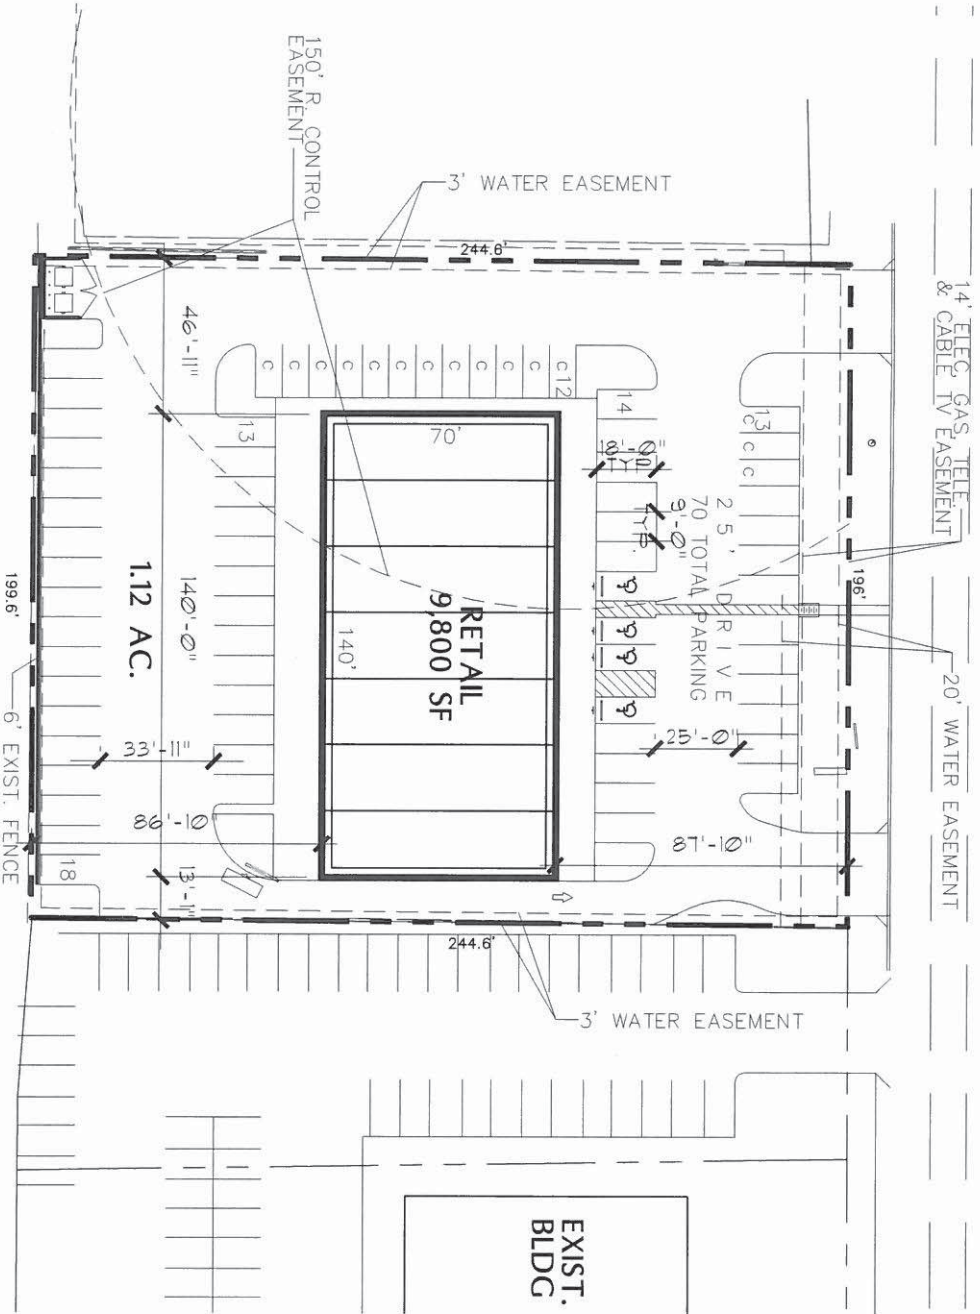 150' R. CONTROL
EASEMENT
3' WATER EASEMENT
244.6'
14' ELEC, GAS, TELE.
& CABLE TV EASEMENT
46'-11"
C
C
C
C
C
C
C
C
C
C
C
C
12
14
13
C
C
C
13
70'
18'-0"
TYP.
9'-0"
TYP.
25' DRIVE
70 TOTAL PARKING
196'
20' WATER EASEMENT
199.6'
1.12 AC.
140'-0"
140'
RETAIL
9,800 SF
33'-11"
25'-0"
6' EXIST. FENCE
86'-10"
87'-10"
18
13'-1"
244.6'
3' WATER EASEMENT
EXIST.
BLDG